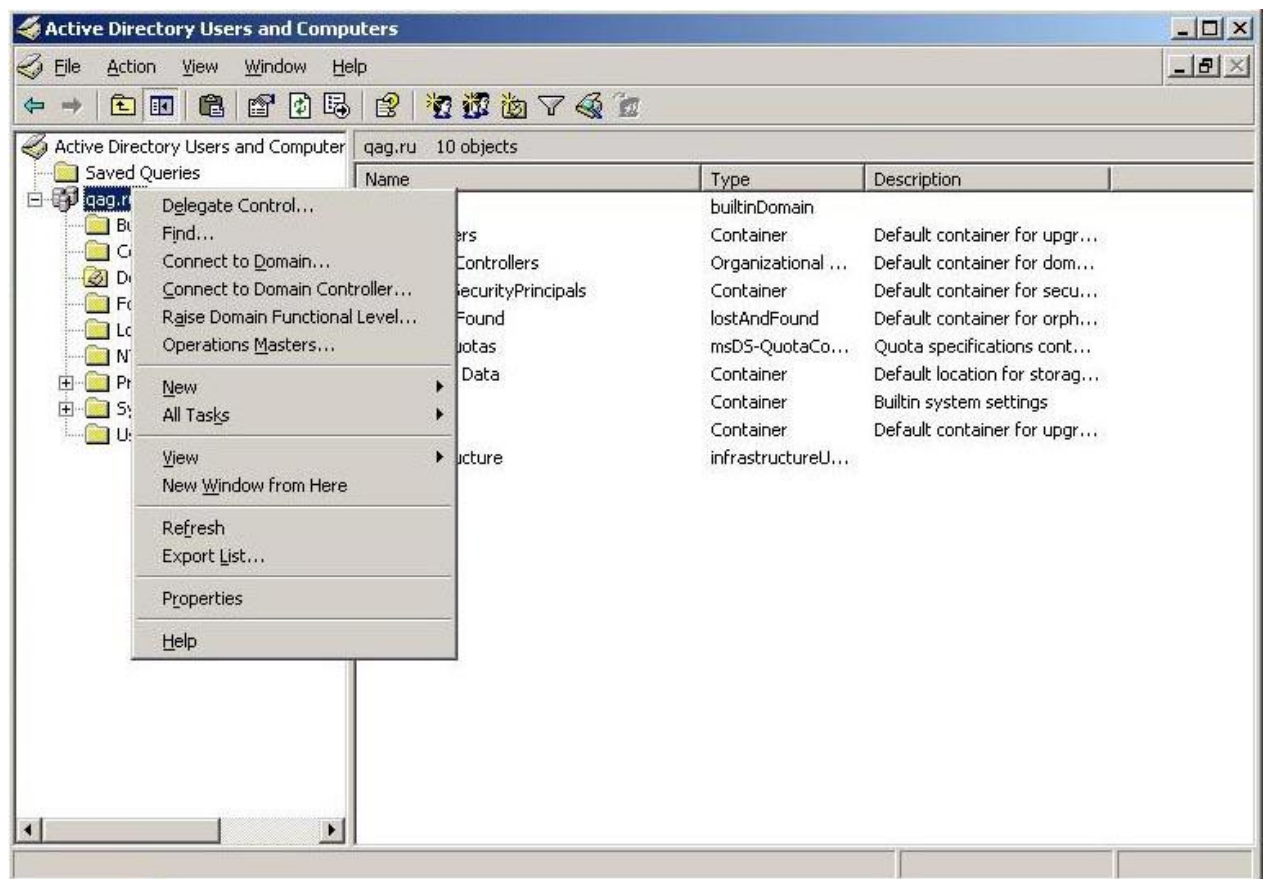 Active Directory Users and Computers
File Action View Window Help
Active Directory Users and Computer
qag.ru 10 objects
Saved Queries
Name Type Description
qag.r
Delegate Control...
Find...
Connect to Domain...
Connect to Domain Controller...
Raise Domain Functional Level...
Operations Masters...
New
All Tasks
View
New Window from Here
Refresh
Export List...
Properties
Help
builtinDomain
ers Container Default container for upgr...
Controllers Organizational ... Default container for dom...
SecurityPrincipals Container Default container for secu...
Found lostAndFound Default container for orph...
uotas msDS-QuotaCo... Quota specifications cont...
Data Container Default location for storag...
Container Builtin system settings
Container Default container for upgr...
ucture infrastructureU...